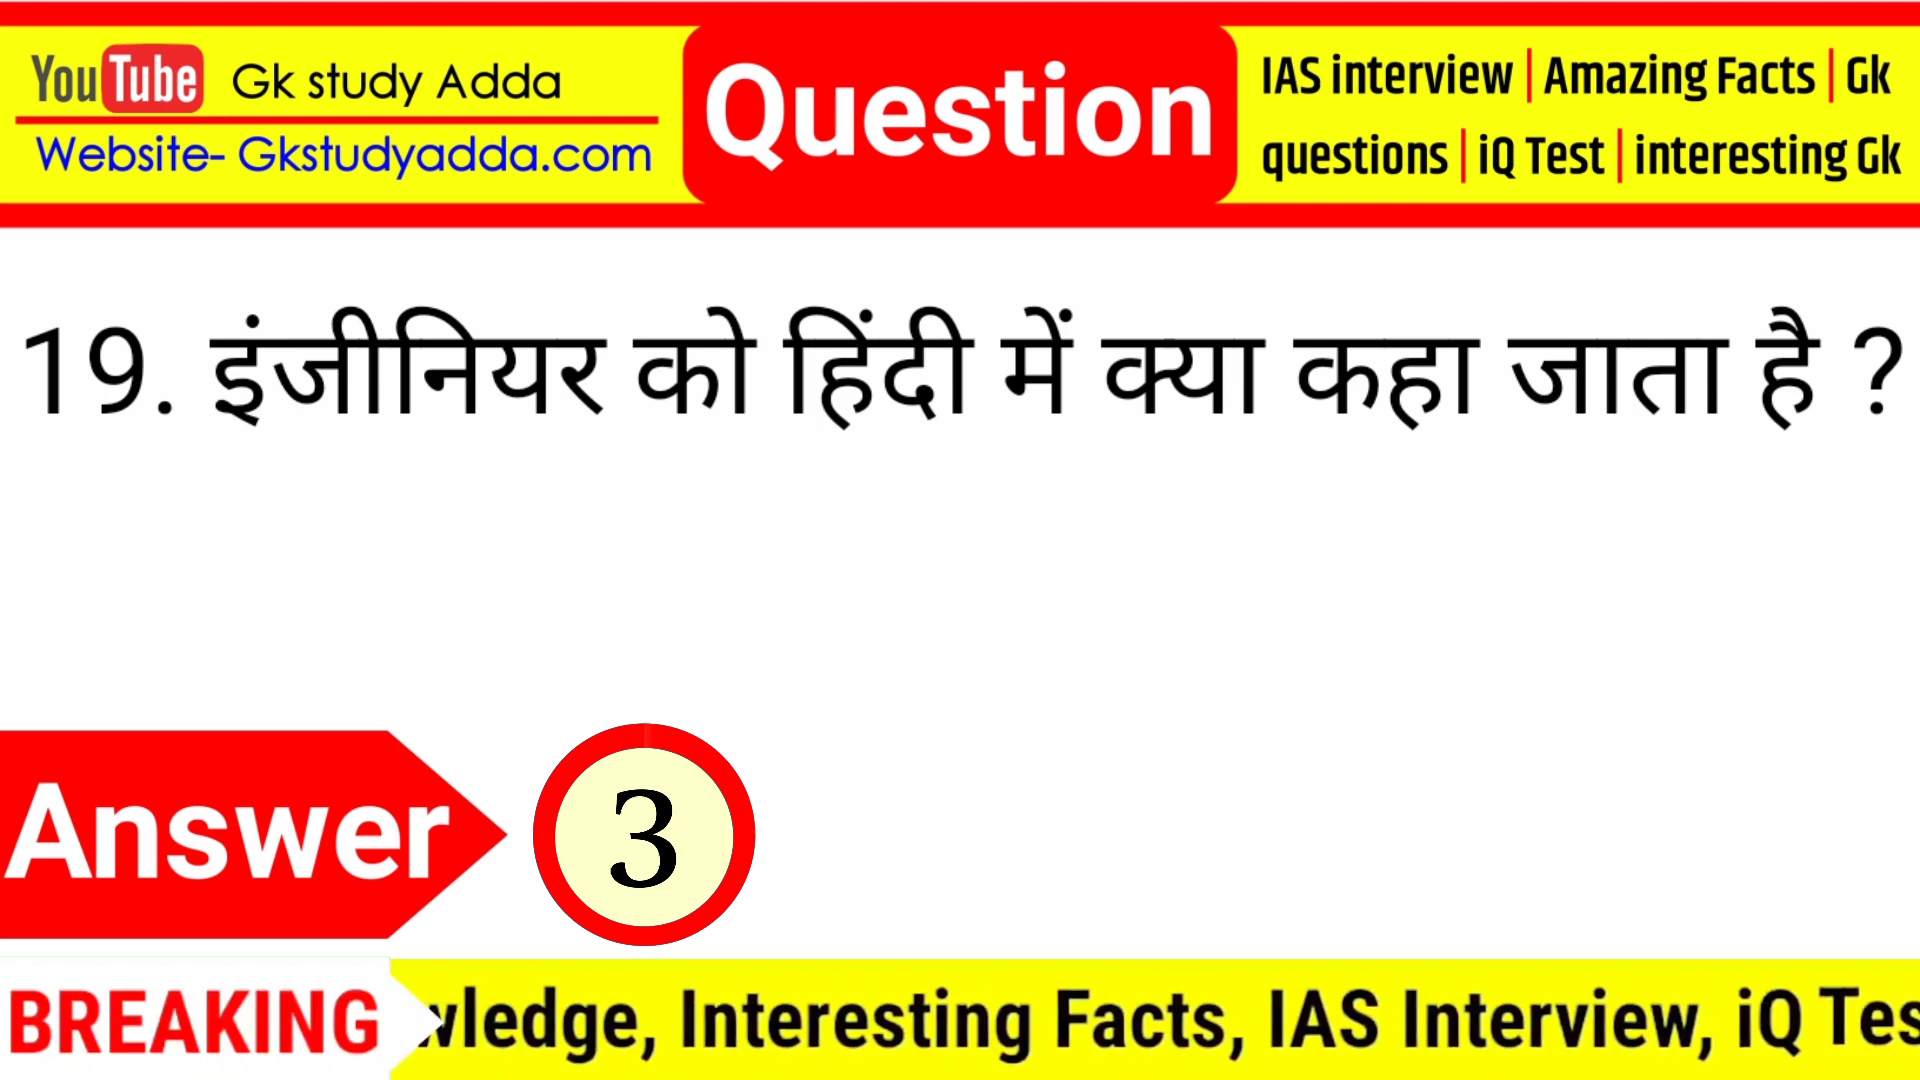 YouTube Gk study Adda
Website- Gkstudyadda.com
Question
IAS interview | Amazing Facts | Gk
questions | iQ Test | interesting Gk
19. इंजीनियर को हिंदी में क्या कहा जाता है ?
Answer
3
BREAKING
wledge, Interesting Facts, IAS Interview, iQ Tes